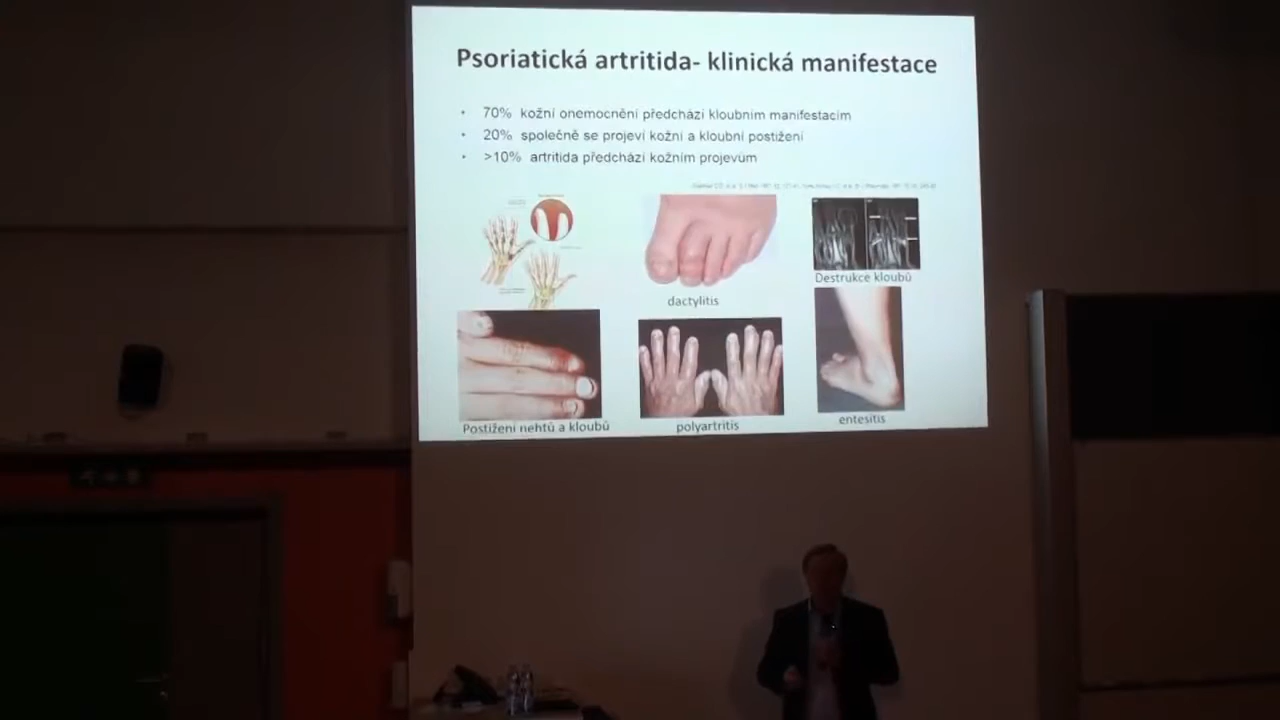 Psoriatická artritida- klinická manifestace
• 70% kožní onemocnění předchází kloubním manifestacím
• 20% společně se projeví kožní a kloubní postižení
• >10% artritida předchází kožním projevům
Destrukce kloubů
dactylitis
Postižení nehtů a kloubů
polyartritis
entesitis